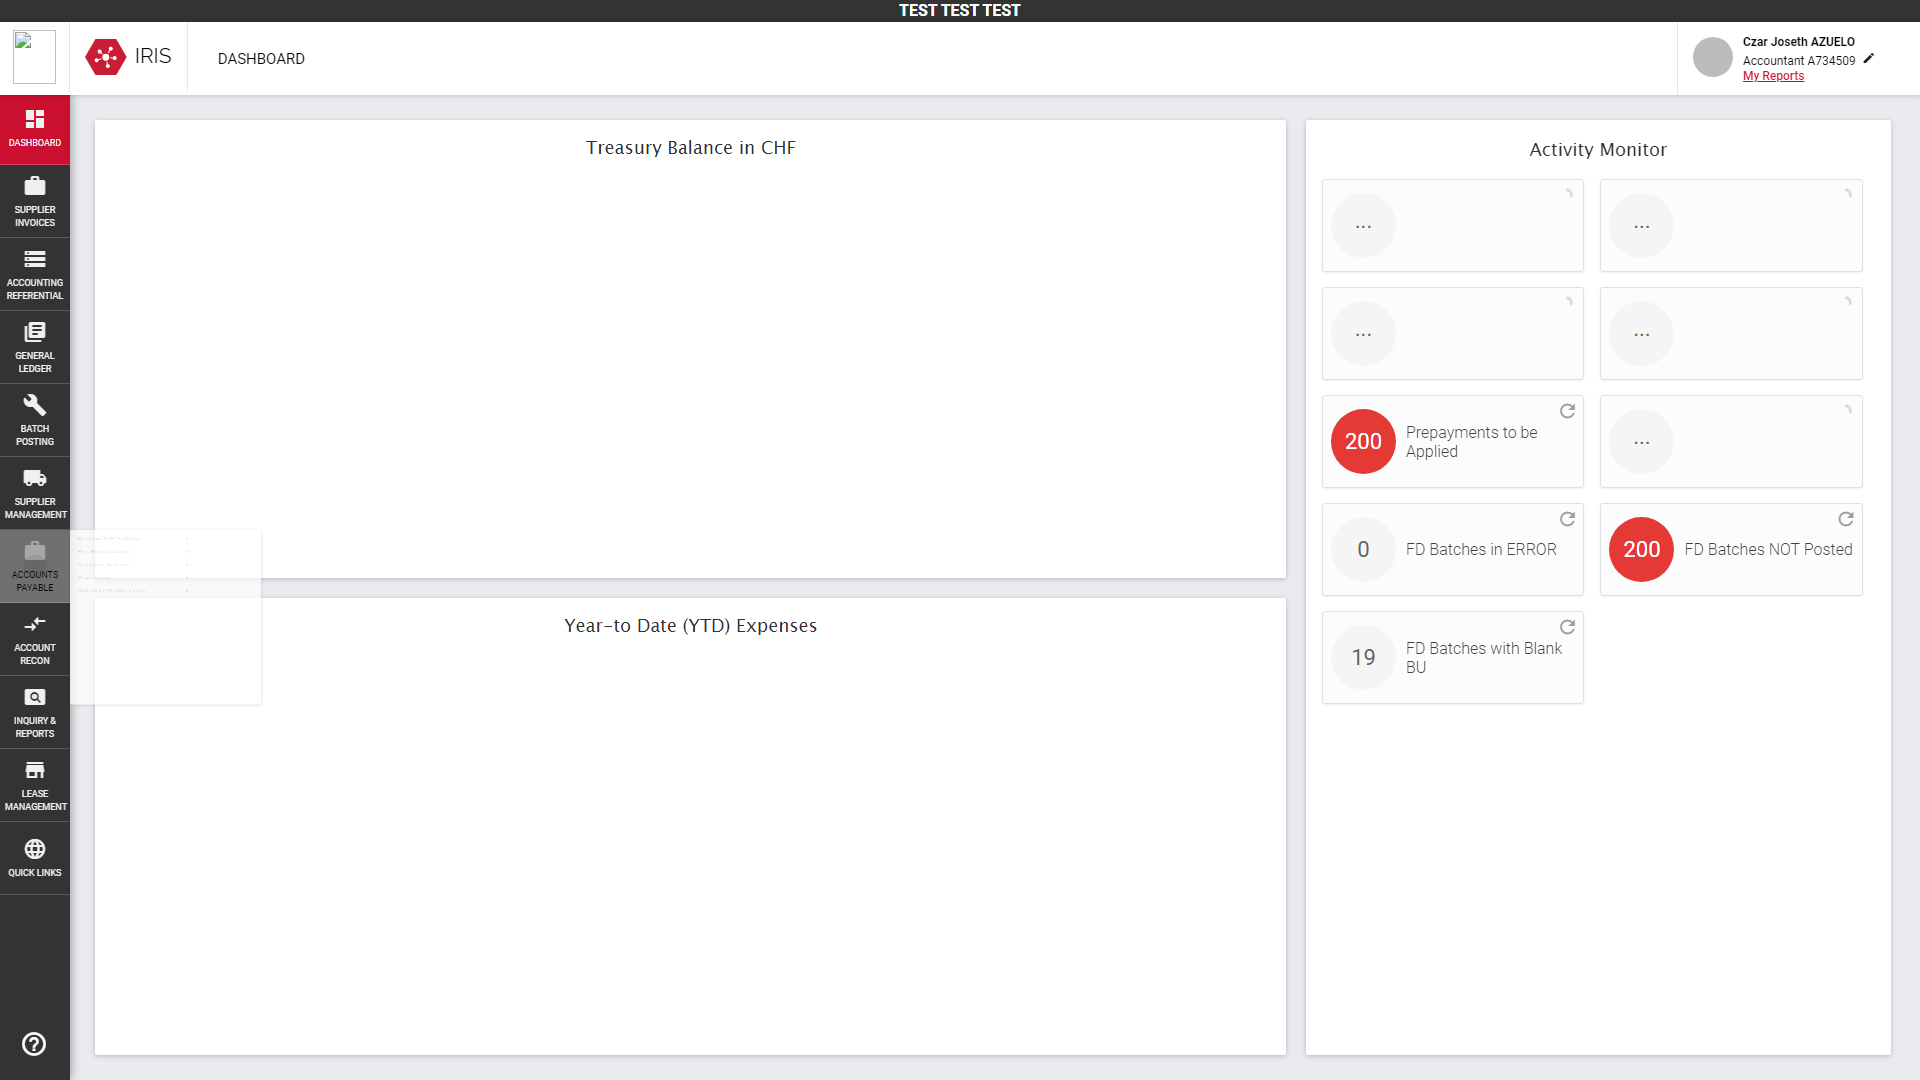 TEST TEST TEST
IRIS
DASHBOARD
Czar Joseth AZUELO
Accountant A734509
My Reports
DASHBOARD
SUPPLIER
INVOICES
ACCOUNTING
REFERENTIAL
GENERAL
LEDGER
BATCH
POSTING
SUPPLIER
MANAGEMENT
ACCOUNTS
PAYABLE
ACCOUNT
RECON
INQUIRY &
REPORTS
LEASE
MANAGEMENT
QUICK LINKS
Treasury Balance in CHF
Year-to Date (YTD) Expenses
Activity Monitor
...
...
...
...
200
Prepayments to be
Applied
...
0
FD Batches in ERROR
200
FD Batches NOT Posted
19
FD Batches with Blank
BU